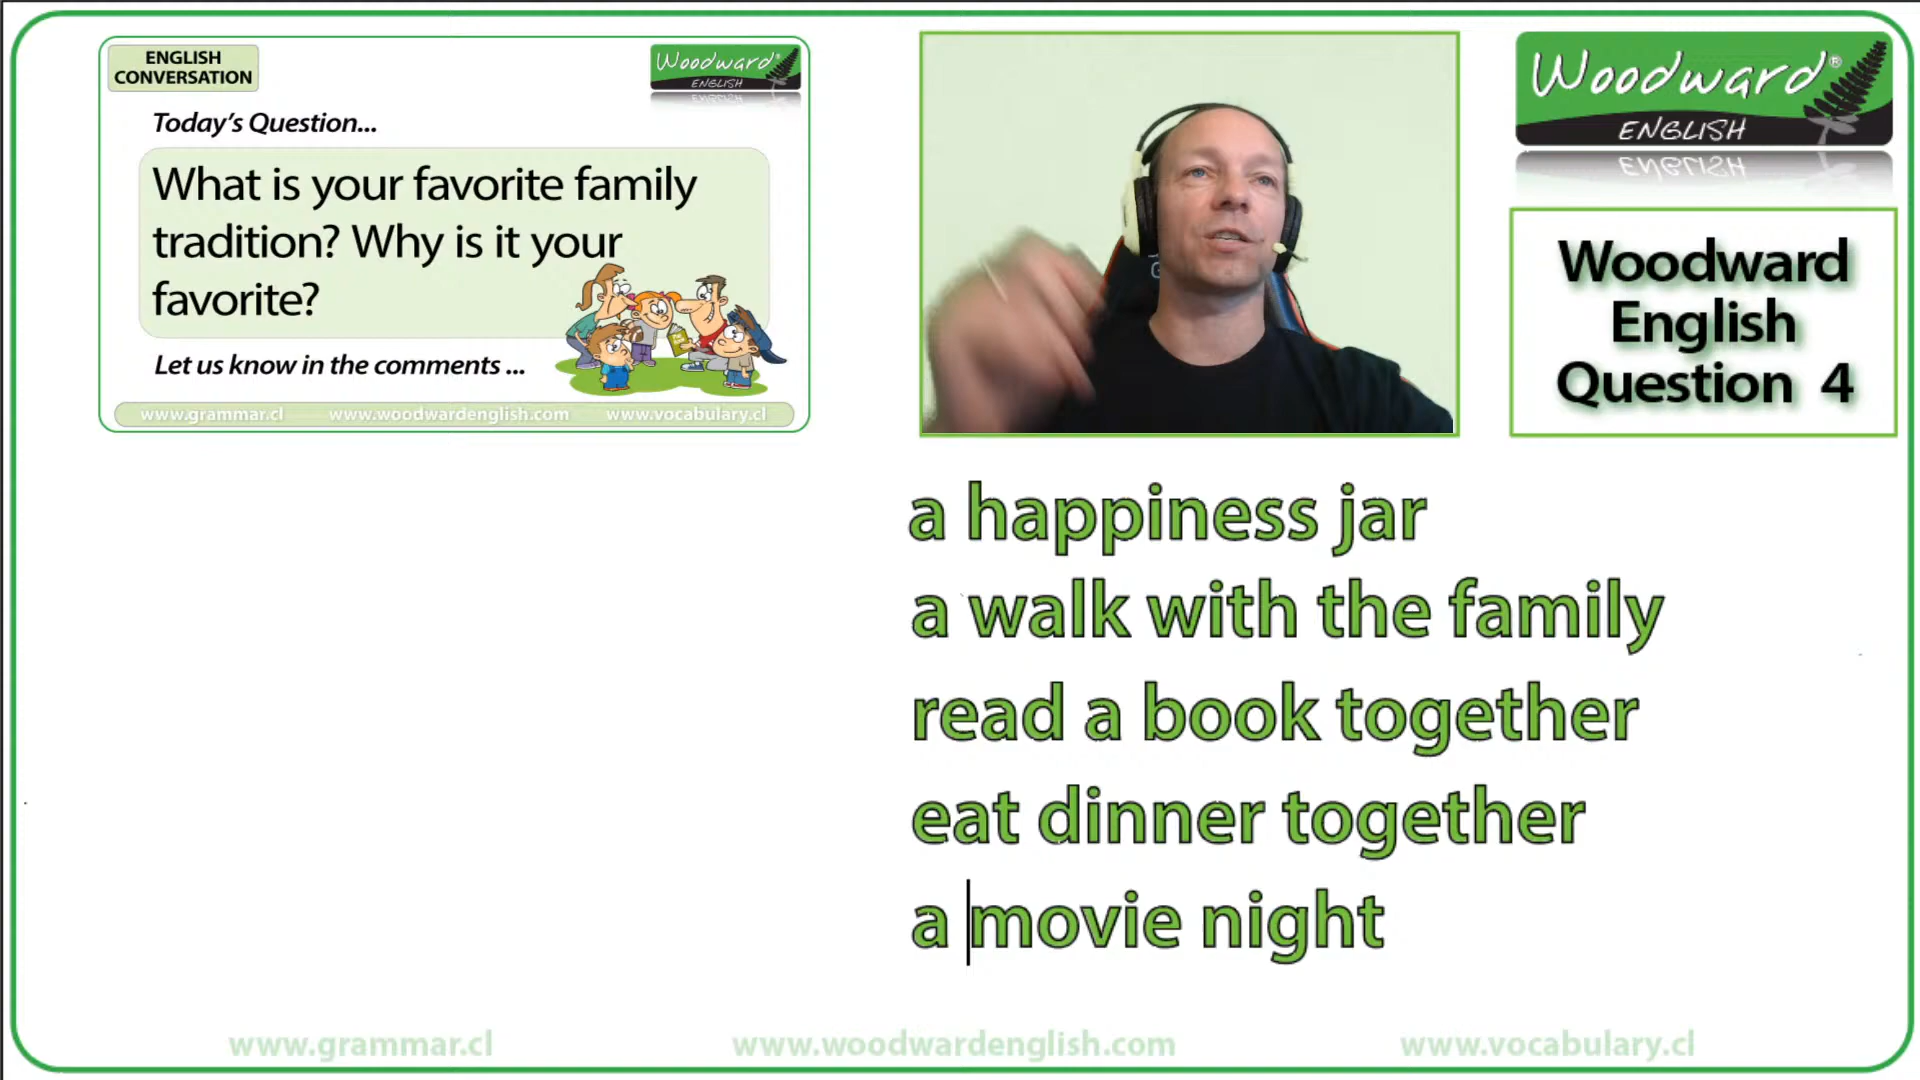 ENGLISH
CONVERSATION
Woodward
ENGLISH
Today's Question...
What is your favorite family
tradition? Why is it your
favorite?
Let us know in the comments ...
www.grammar.cl www.woodwardenglish.com www.vocabulary.cl
Woodward®
ENGLISH
Woodward
English
Question 4
a happiness jar
a walk with the family
read a book together
eat dinner together
a movie night
www.grammar.cl www.woodwardenglish.com www.vocabulary.cl